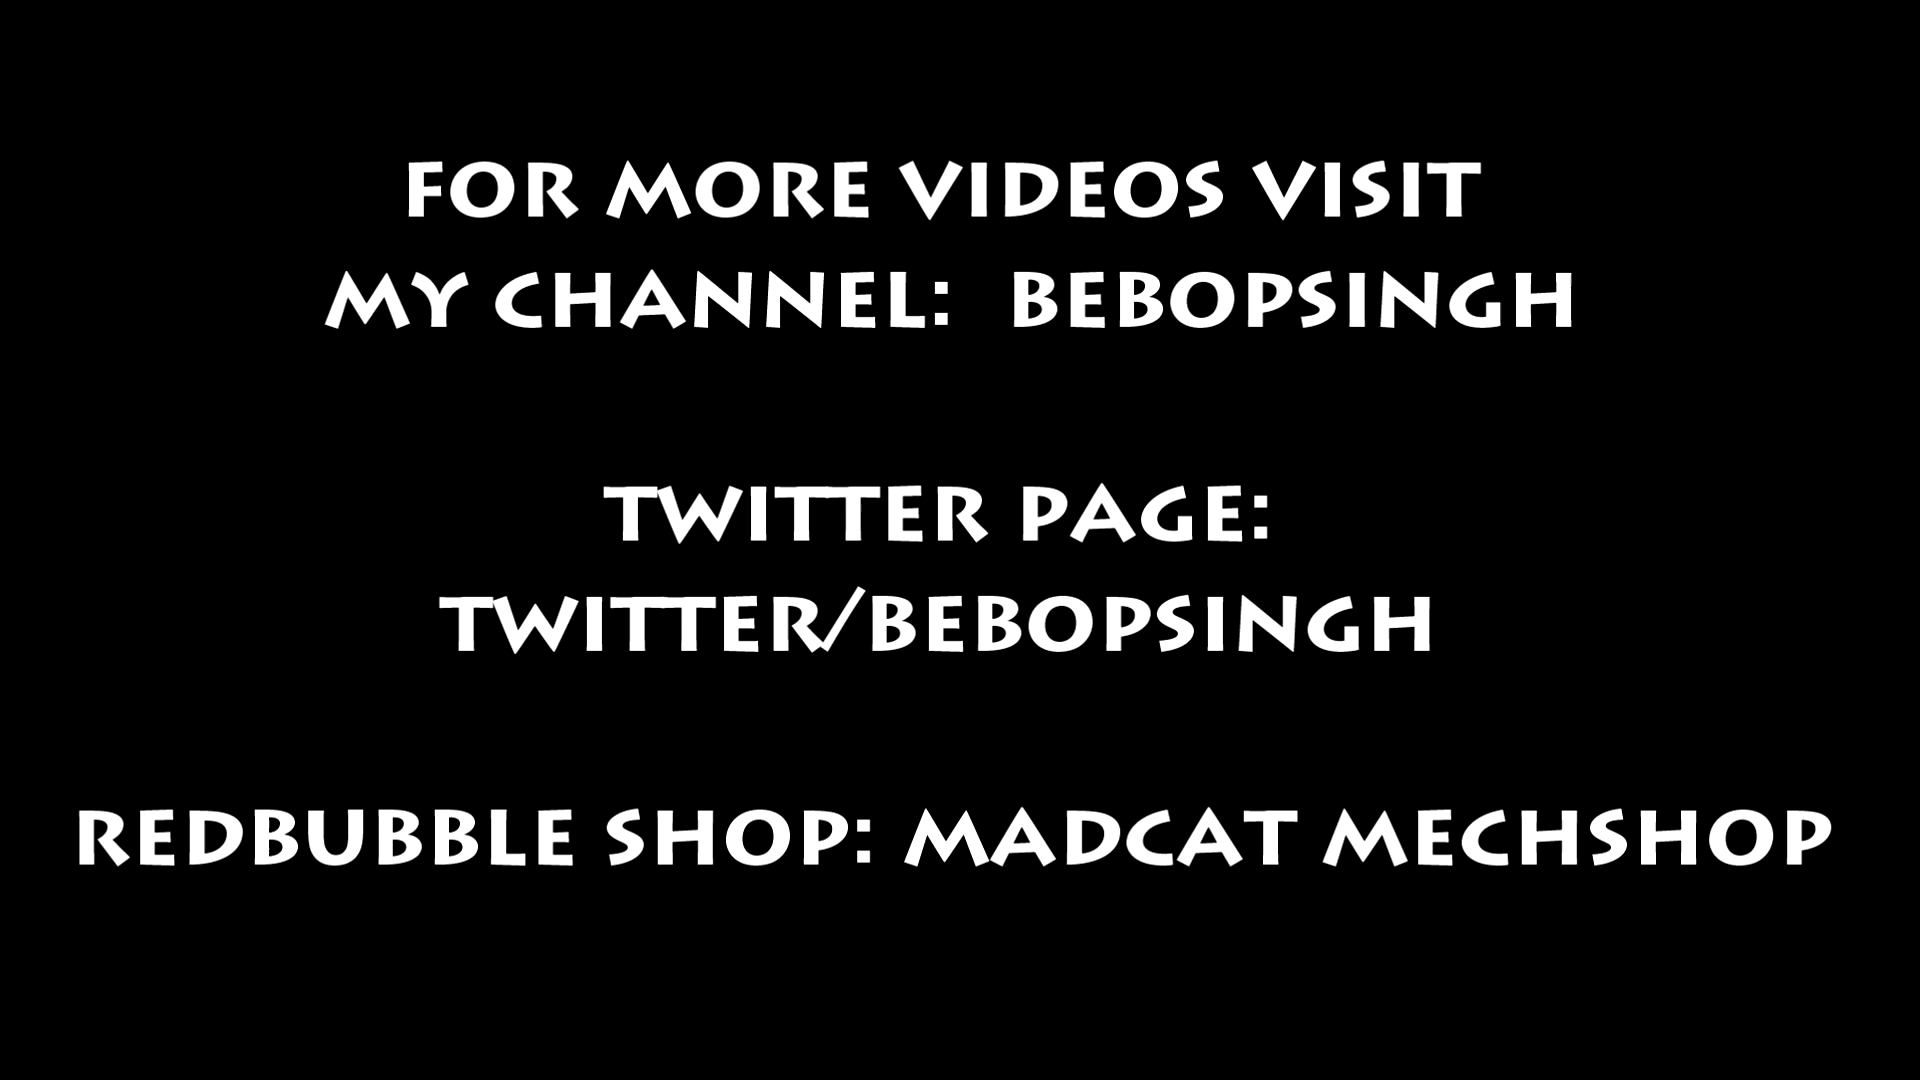 FOR MORE VIDEOS VISIT
MY CHANNEL: BEBOPSINGH
TWITTER PAGE:
TWITTER/BEBOPSINGH
REDBUBBLE SHOP: MADCAT MECHSHOP